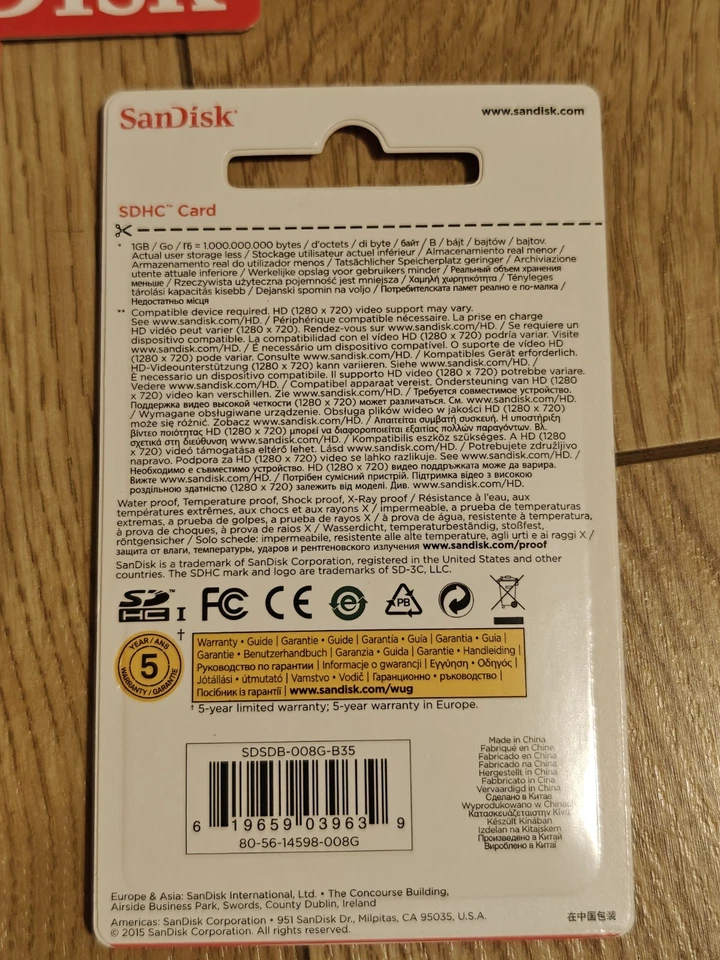 SanDisk
www.sandisk.com
SDHC™ Card
* 1GB / Go / Гб = 1.000.000.000 bytes / d'octets / di byte / байт / B / bájt / bajtów / bajtov.
Actual user storage less / Stockage utilisateur actuel inférieur / Almacenamiento real menor /
Armazenamento real do utilizador menos / Tatsächlicher Speicherplatz geringer / Archiviazione
utente attuale inferiore / Werkelijke opslag voor gebruikers minder / Реальный объем хранения
меньше / Rzeczywista użyteczna pojemność jest mniejsza / Χαμηλή χωρητικότητα / Tényleges
tárolási kapacitás kisebb / Dejanski spomin na voljo / Потребителската памет реално е по-малка /
Недостатньо місця
** Compatible device required. HD (1280 x 720) video support may vary.
See www.sandisk.com/HD. / Périphérique compatible nécessaire. La prise en charge
HD vidéo peut varier (1280 x 720). Rendez-vous sur www.sandisk.com/HD. / Se requiere un
dispositivo compatible. La compatibilidad con el vídeo HD (1280 x 720) podría variar. Visite
www.sandisk.com/HD. / É necessário um dispositivo compatível. O suporte de vídeo HD
(1280 x 720) pode variar. Consulte www.sandisk.com/HD. / Kompatibles Gerät erforderlich.
HD-Videounterstützung (1280 x 720) kann variieren. Siehe www.sandisk.com/HD. /
È necessario un dispositivo compatibile. Il supporto HD video (1280 x 720) potrebbe variare.
Vedere www.sandisk.com/HD. / Compatibel apparaat vereist. Ondersteuning van HD (1280
x 720) video kan verschillen. Zie www.sandisk.com/HD. / Требуется совместимое устройство.
Поддержка видео высокой четкости (1280 x 720) может различаться. См. www.sandisk.com/HD.
/ Wymagane obsługiwane urządzenie. Obsługa plików wideo w jakości HD (1280 x 720)
może się różnić. Zobacz www.sandisk.com/HD. / Απαιτείται συμβατή συσκευή. Η υποστήριξη
βίντεο ποιότητας HD (1280 x 720) μπορεί να διαφοροποιείται εξαιτίας πολλών παραγόντων. Βλ.
σχετικά στη διεύθυνση www.sandisk.com/HD. / Kompatibilis eszköz szükséges. A HD (1280
x 720) videó támogatása eltérő lehet. Lásd www.sandisk.com/HD. / Potrebujete združljivo
napravo. Podpora za HD (1280 x 720) video se lahko razlikuje. See www.sandisk.com/HD. /
Необходимо е съвместимо устройство. HD (1280 x 720) видео поддръжката може да варира.
Вижте www.sandisk.com/HD. / Потрібен сумісний пристрій. Підтримка відео з високою
роздільною здатністю (1280 x 720) залежить від моделі. Див. www.sandisk.com/HD.
Water proof, Temperature proof, Shock proof, X-Ray proof / Résistance à l'eau, aux
températures extrêmes, aux chocs et aux rayons X / impermeable, a prueba de temperaturas
extremas, a prueba de golpes, a prueba de rayos X / à prova de água, resistente à temperatura,
à prova de choques, à prova de raios X / Wasserdicht, temperaturbeständig, stoßfest,
röntgensicher / Solo schede: impermeabile, resistente alle alte temperature, agli urti e ai raggi X /
защита от влаги, температуры, ударов и рентгеновского излучения www.sandisk.com/proof
SanDisk is a trademark of SanDisk Corporation, registered in the United States and other
countries. The SDHC mark and logo are trademarks of SD-3C, LLC.
SD HC I FC CE e PB
YEAR / ANS 5 WARRANTY / GARANTIE †
Warranty • Guide | Garantie • Guide | Garantía • Guía | Garantia • Guia |
Garantie • Benutzerhandbuch | Garanzia • Guida | Garantie • Handleiding |
Руководство по гарантии | Informacje o gwarancji | Εγγύηση • Οδηγός |
Jótállási • útmutató | Varnstvo • Vodič | Гаранционно • ръководство |
Посібник із гарантії | www.sandisk.com/wug
† 5-year limited warranty; 5-year warranty in Europe.
SDSDB-008G-B35
6 19659 03963 9
80-56-14598-008G
Made in China
Fabriqué en Chine
Fabricado en China
Fabricado na China
Hergestellt in China
Fabbricato in Cina
Vervaardigd in China
Сделано в Китае
Wyprodukowano w Chinach
Κατασκευάζεται στην Κίνα
Készült Kínában
Izdelan na Kitajskem
Произведено в Китай
Вироблено в Китаї
Europe & Asia: SanDisk International, Ltd. • The Concourse Building,
Airside Business Park, Swords, County Dublin, Ireland
Americas: SanDisk Corporation • 951 SanDisk Dr., Milpitas, CA 95035, U.S.A.
© 2015 SanDisk Corporation. All rights reserved.
在中国包装